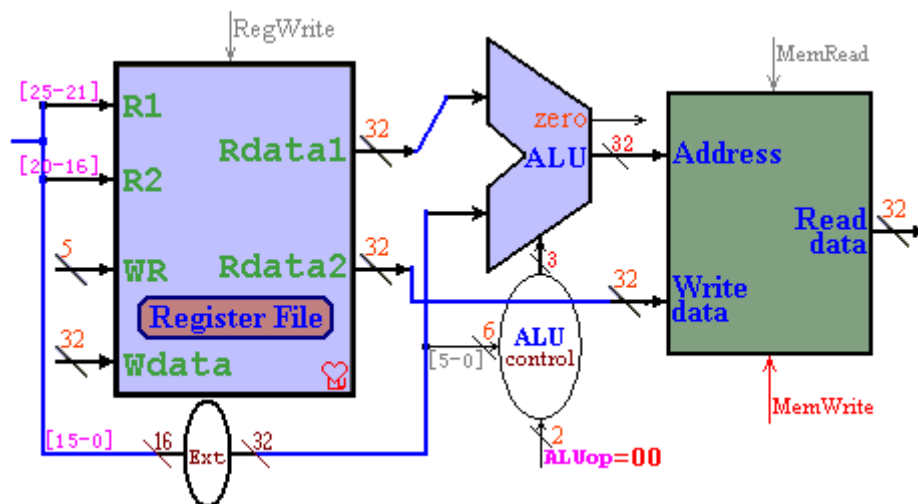 RegWrite
MemRead
[25-21]
R1
zero
32
Rdata1
ALU
32
Address
[20-16]
R2
Read
data
32
5
WR
Rdata2
32
3
32
Write
data
Register File
ALU
control
6
[5-0]
32
Wdata
MemWrite
[15-0]
16
Ext
32
2
ALUop=00